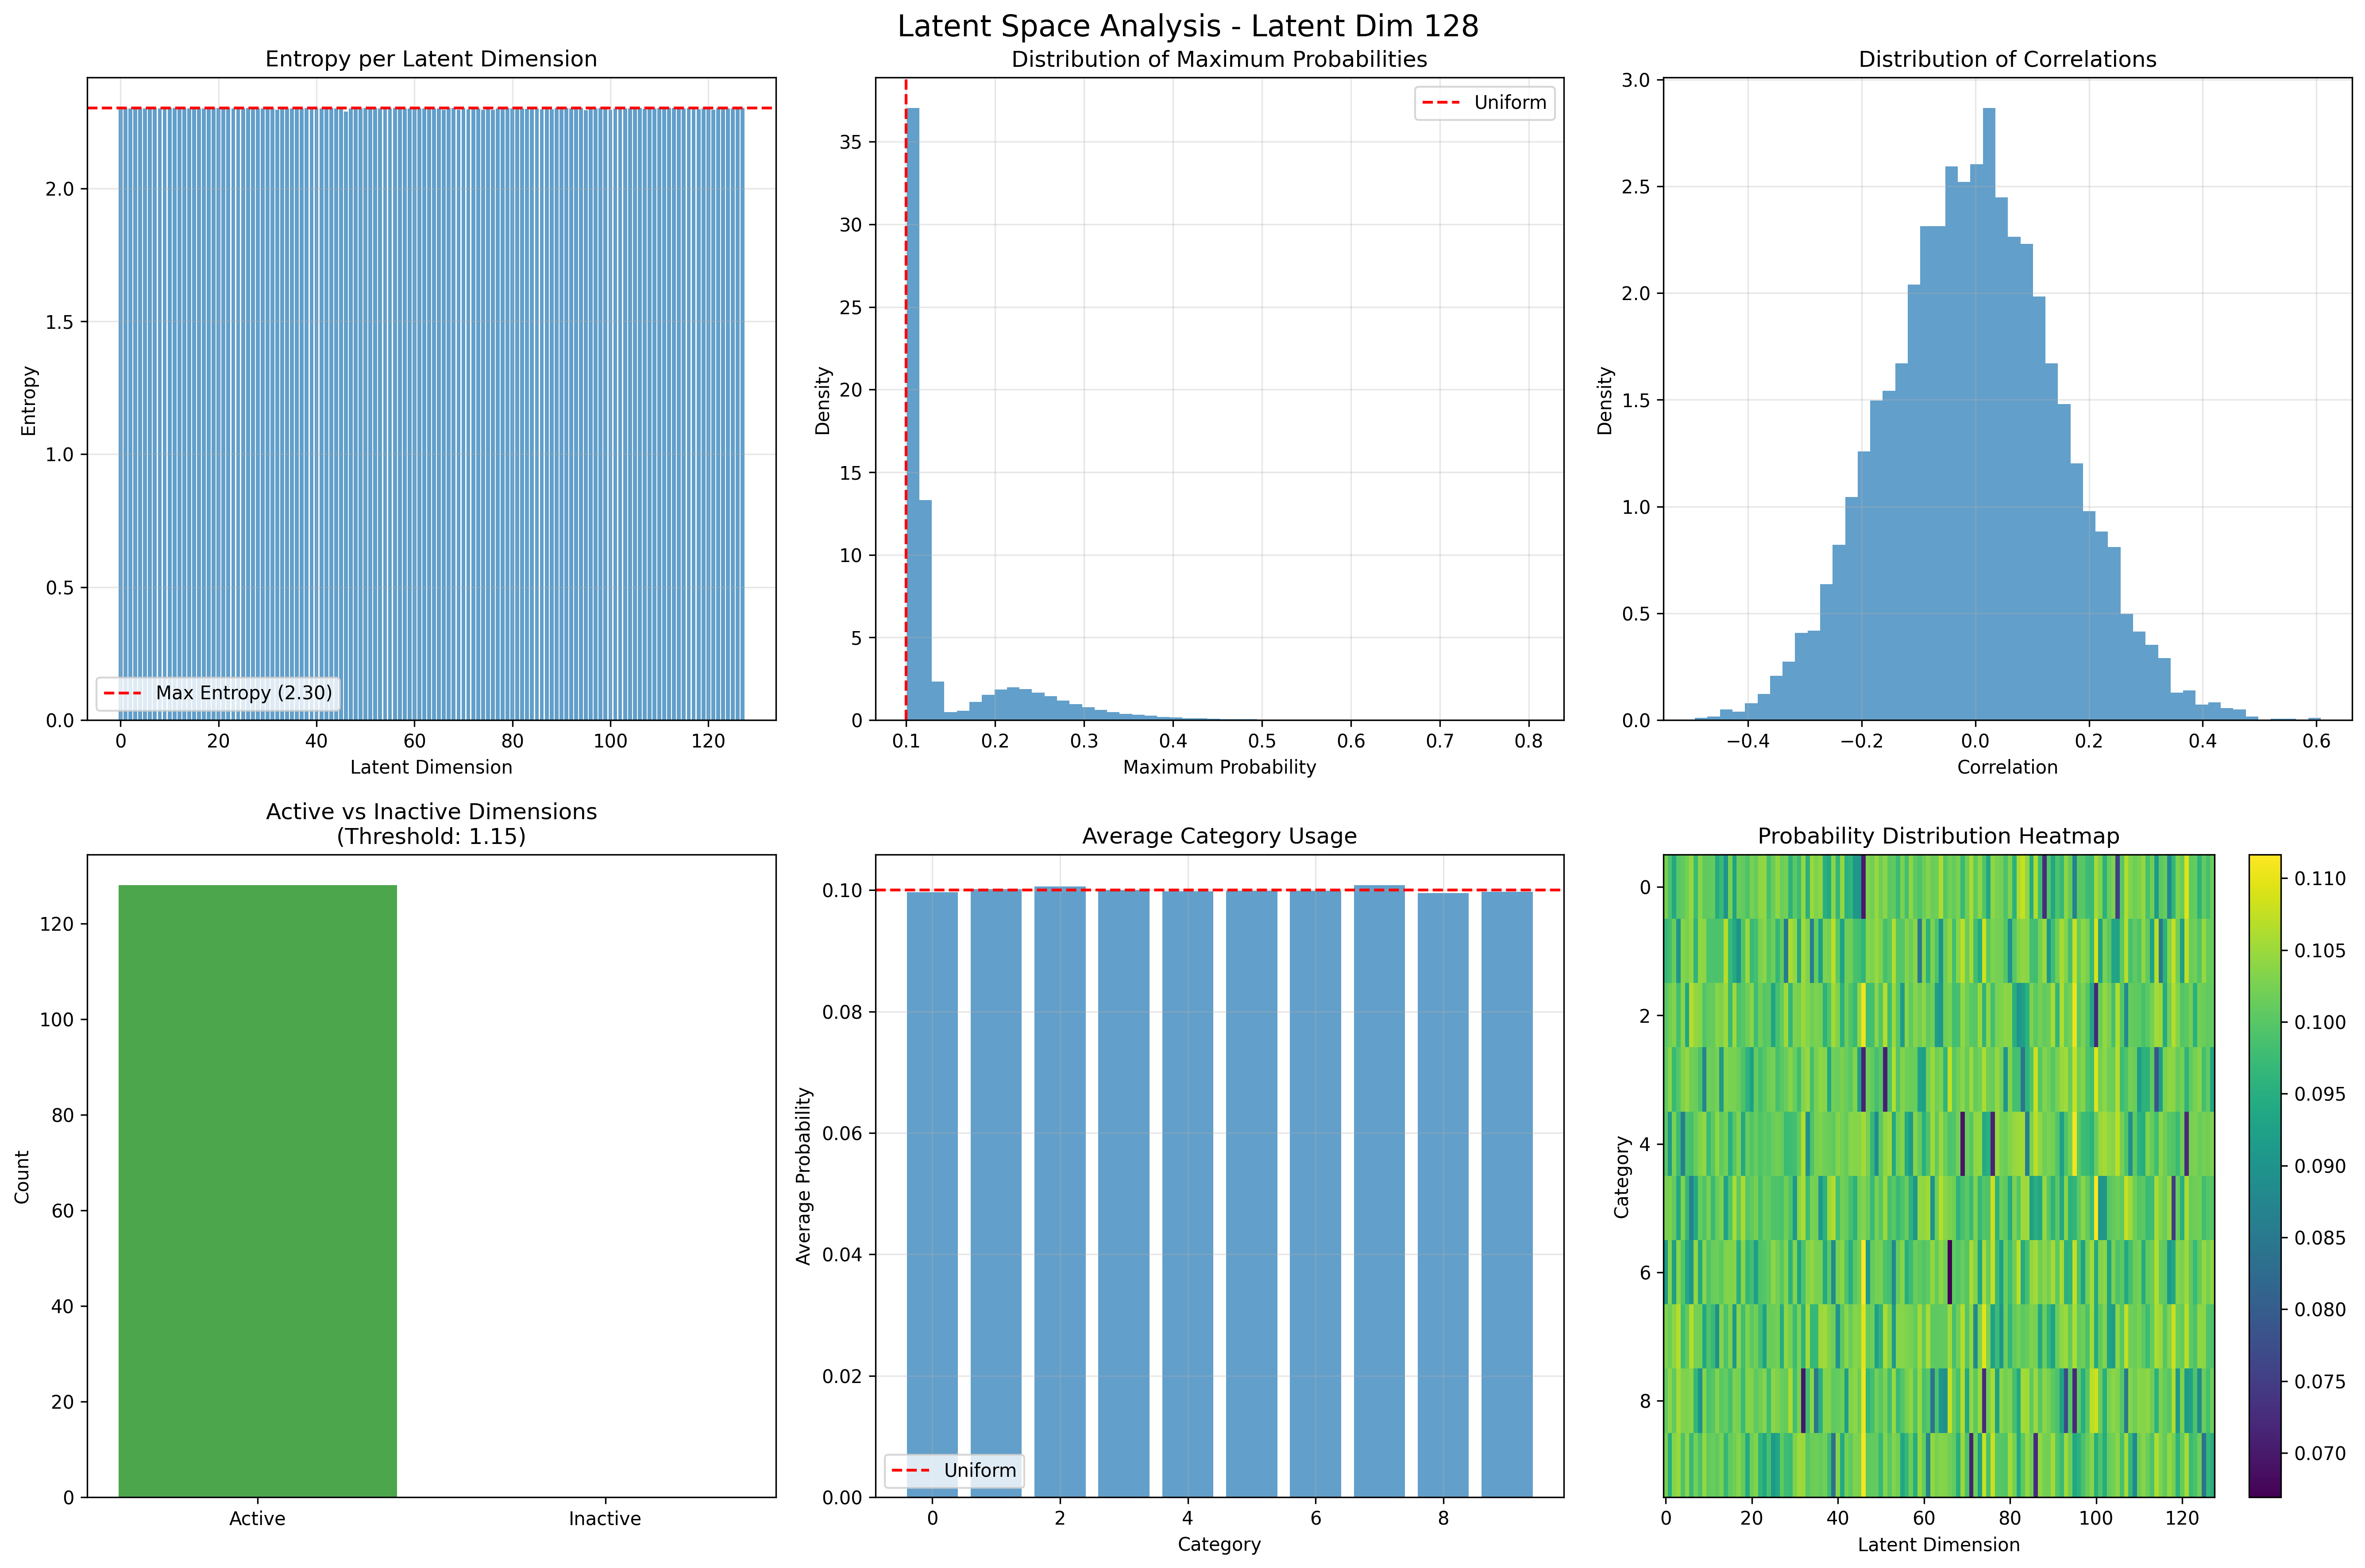 Latent Space Analysis - Latent Dim 128
Entropy per Latent Dimension
Entropy
2.0
1.5
1.0
0.5
0.0
Max Entropy (2.30)
0 20 40 60 80 100 120
Latent Dimension
Distribution of Maximum Probabilities
Density
35
30
25
20
15
10
5
0
Uniform
0.1 0.2 0.3 0.4 0.5 0.6 0.7 0.8
Maximum Probability
Distribution of Correlations
Density
3.0
2.5
2.0
1.5
1.0
0.5
0.0
−0.4 −0.2 0.0 0.2 0.4 0.6
Correlation
Active vs Inactive Dimensions
(Threshold: 1.15)
Count
120
100
80
60
40
20
0
Active Inactive
Average Category Usage
Average Probability
0.10
0.08
0.06
0.04
0.02
0.00
Uniform
0 2 4 6 8
Category
Probability Distribution Heatmap
Category
0
2
4
6
8
0 20 40 60 80 100 120
Latent Dimension
0.110
0.105
0.100
0.095
0.090
0.085
0.080
0.075
0.070